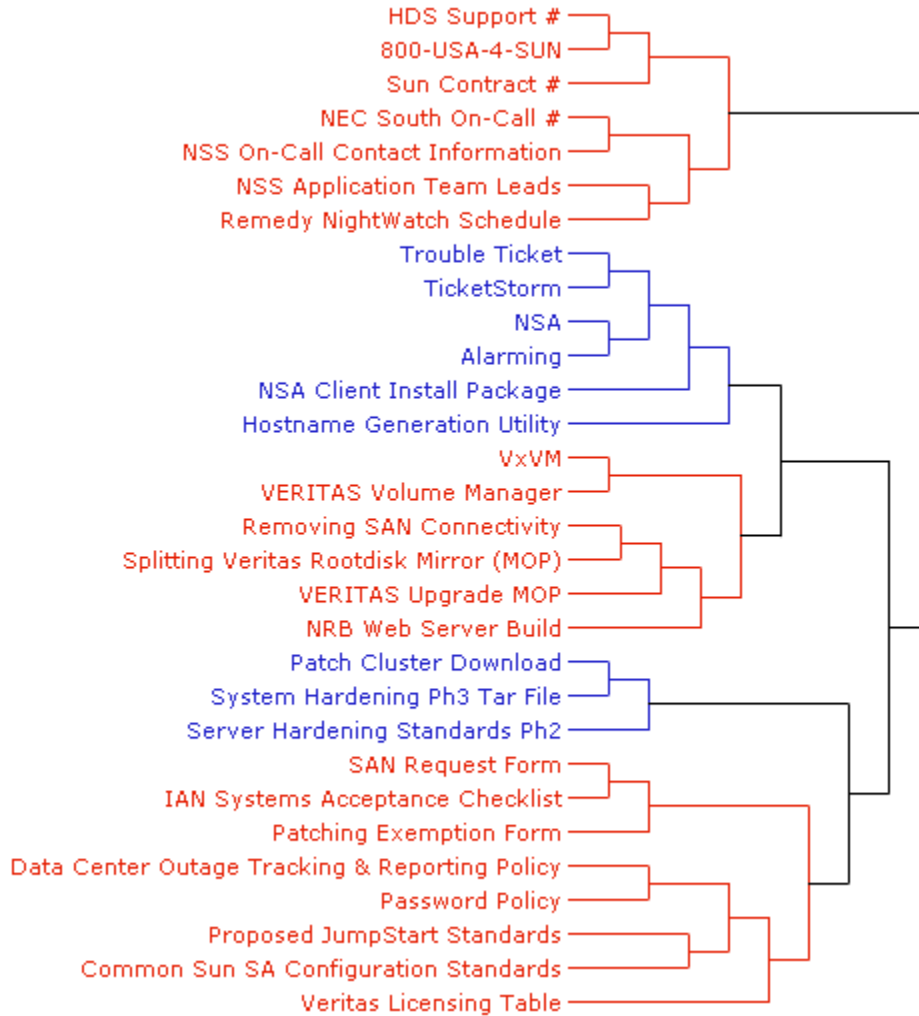 HDS Support #
800-USA-4-SUN
Sun Contract #
NEC South On-Call #
NSS On-Call Contact Information
NSS Application Team Leads
Remedy NightWatch Schedule
Trouble Ticket
TicketStorm
NSA
Alarming
NSA Client Install Package
Hostname Generation Utility
VxVM
VERITAS Volume Manager
Removing SAN Connectivity
Splitting Veritas Rootdisk Mirror (MOP)
VERITAS Upgrade MOP
NRB Web Server Build
Patch Cluster Download
System Hardening Ph3 Tar File
Server Hardening Standards Ph2
SAN Request Form
IAN Systems Acceptance Checklist
Patching Exemption Form
Data Center Outage Tracking & Reporting Policy
Password Policy
Proposed JumpStart Standards
Common Sun SA Configuration Standards
Veritas Licensing Table